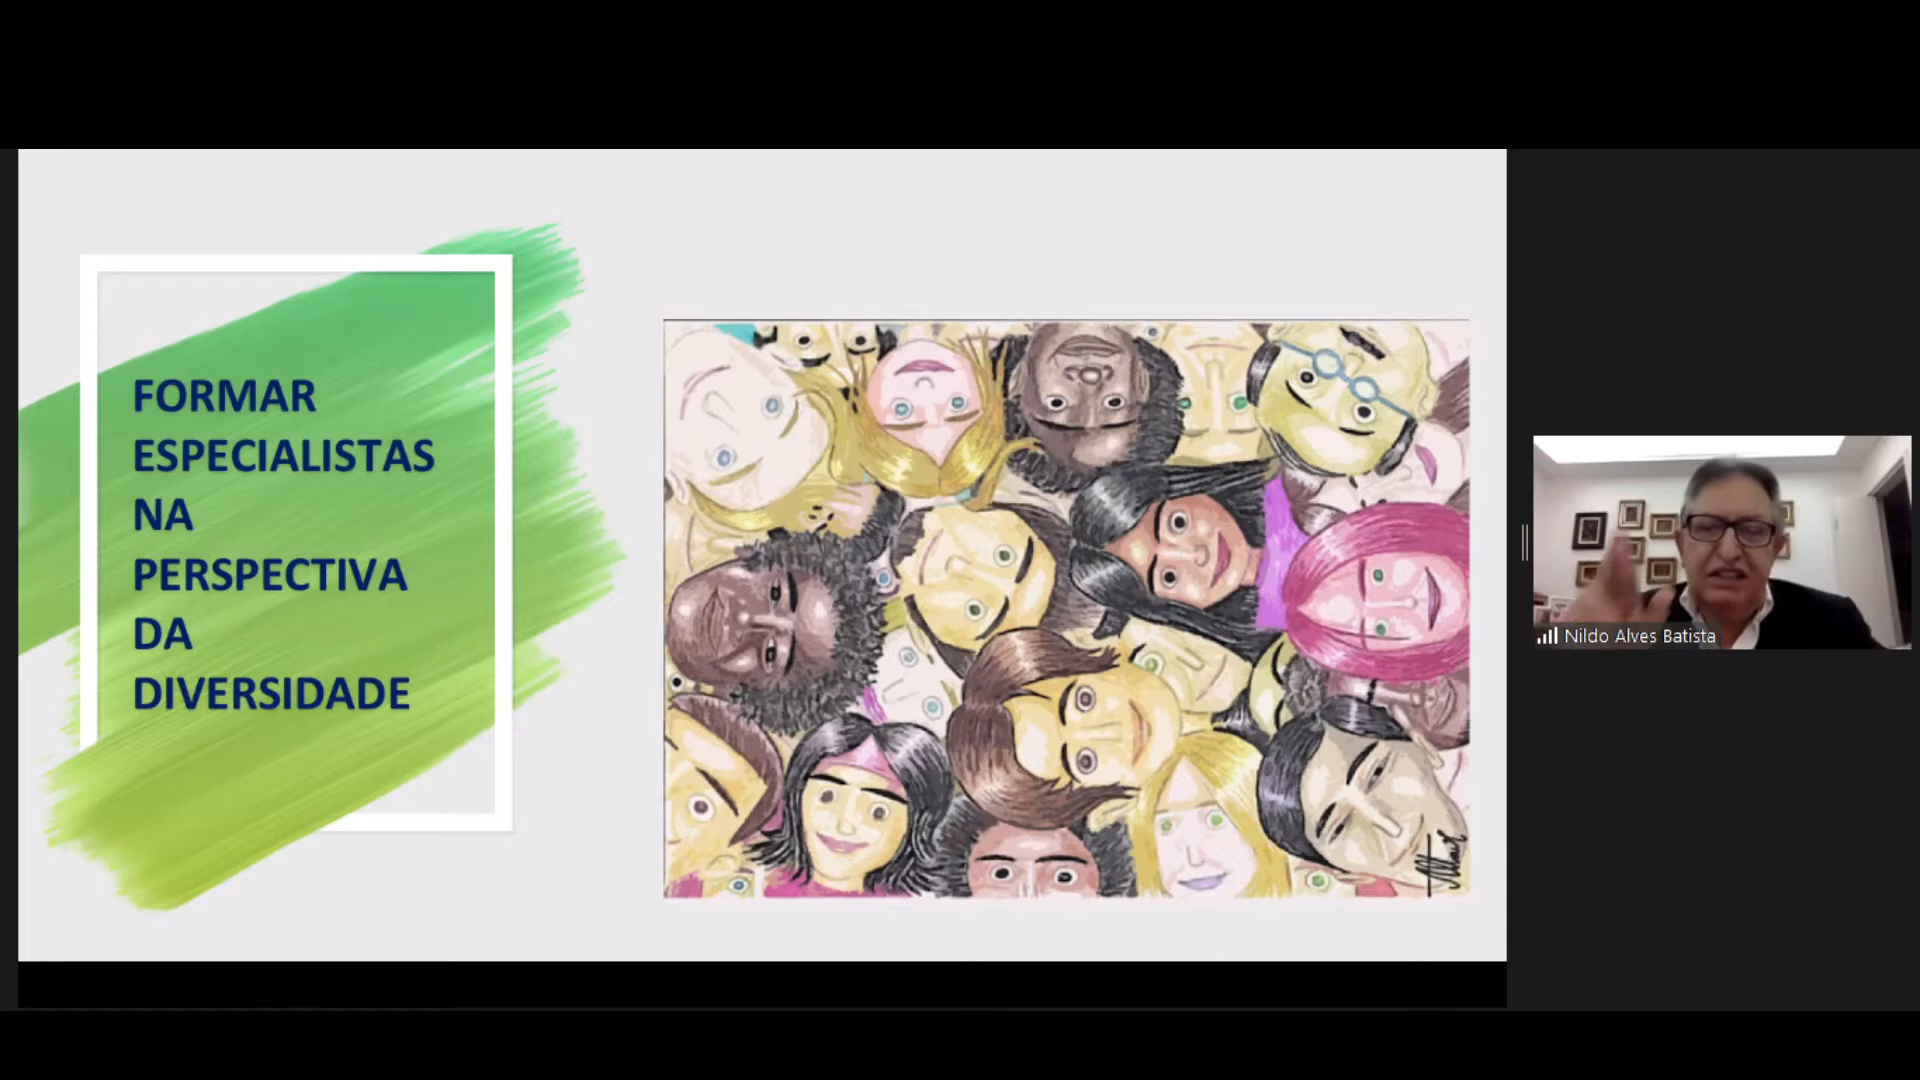 FORMAR
ESPECIALISTAS
NA
PERSPECTIVA
DA
DIVERSIDADE
Nildo Alves Batista